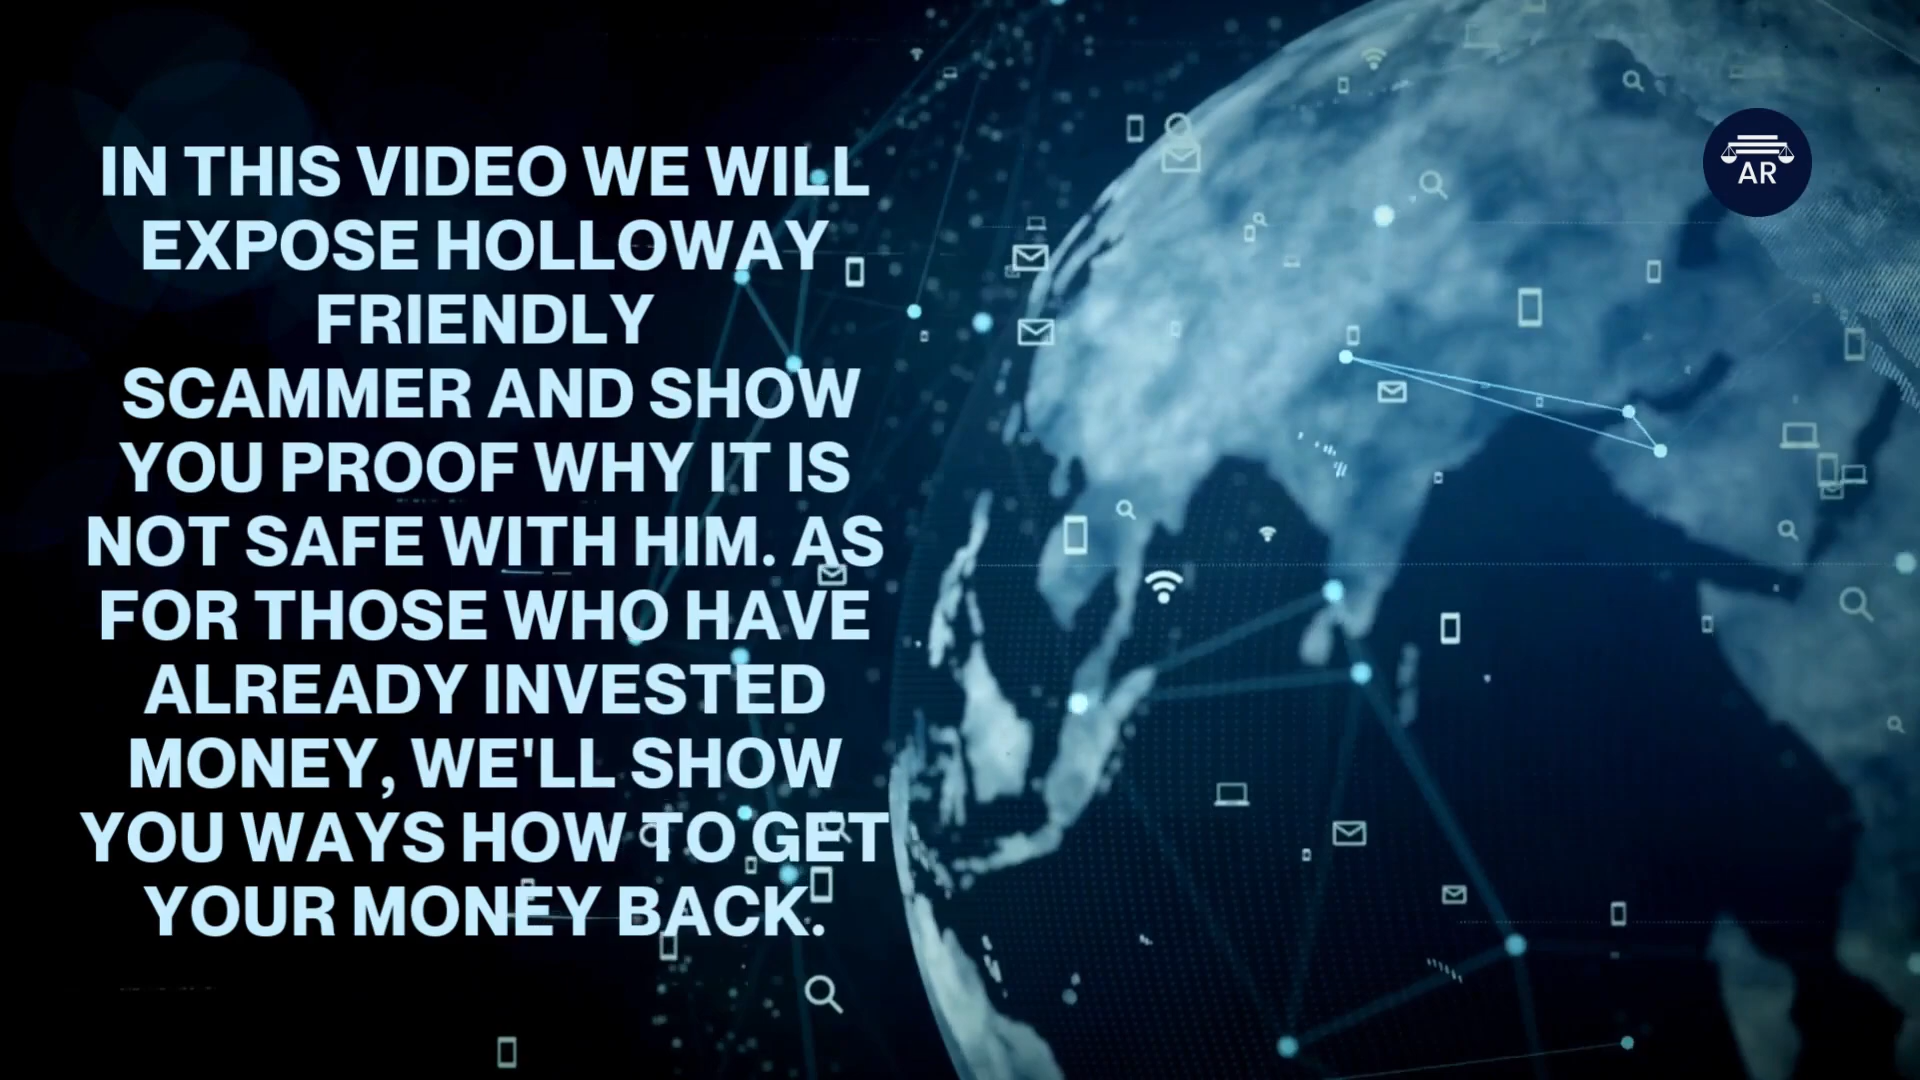 IN THIS VIDEO WE WILL
EXPOSE HOLLOWAY
FRIENDLY
SCAMMER AND SHOW
YOU PROOF WHY IT IS
NOT SAFE WITH HIM. AS
FOR THOSE WHO HAVE
ALREADY INVESTED
MONEY, WE'LL SHOW
YOU WAYS HOW TO GET
YOUR MONEY BACK.
AR